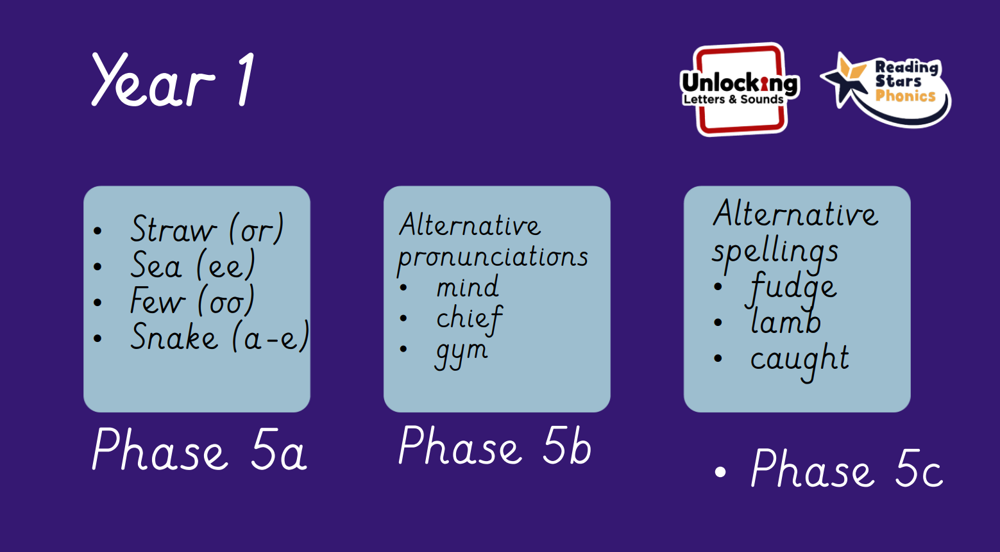 Year 1
Unlocking
Letters & Sounds
Reading
Stars
Phonics
• Straw (or)
• Sea (ee)
• Few (oo)
• Snake (a-e)
Phase 5a
Alternative
pronunciations
• mind
• chief
• gym
Phase 5b
Alternative
spellings
• fudge
• lamb
• caught
• Phase 5c